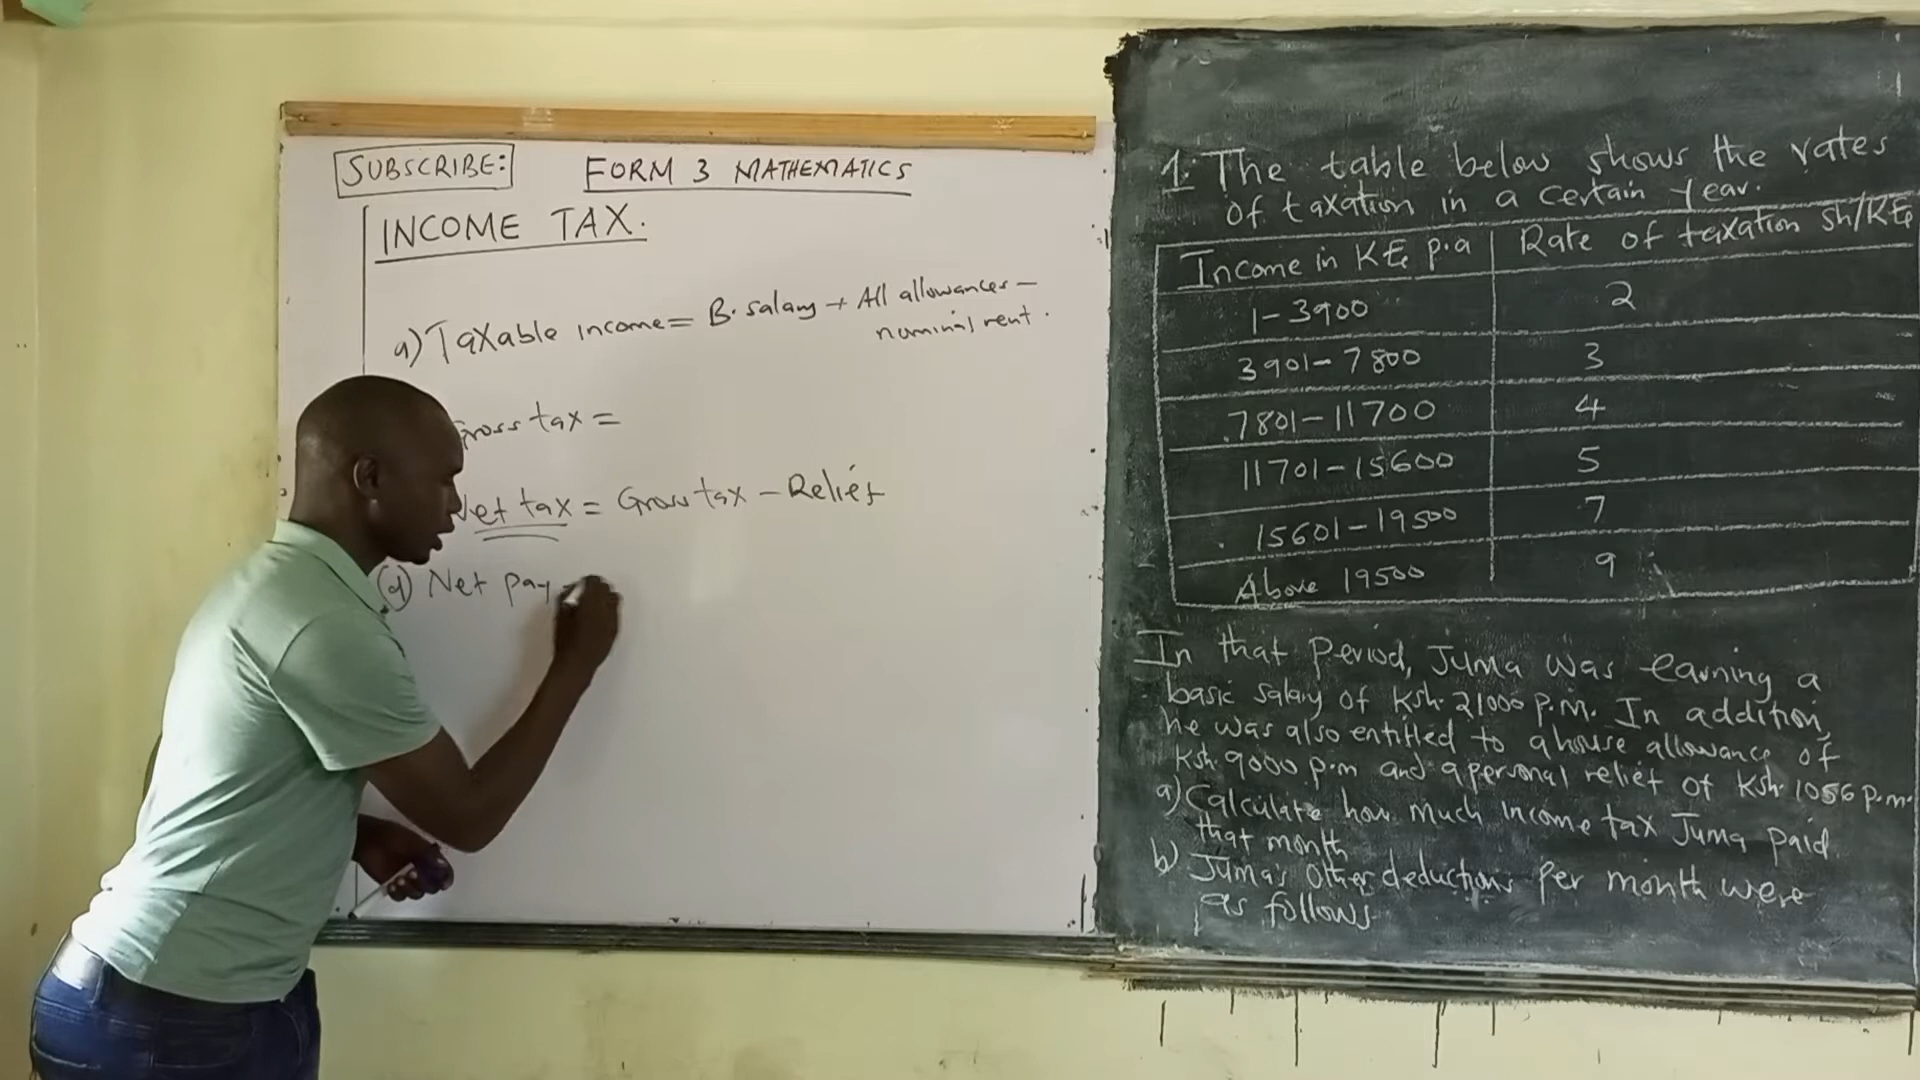 SUBSCRIBE: FORM 3 MATHEMATICS
INCOME TAX.
a) Taxable income = B. salary + All allowances -
nominal rent.
Gross tax =
Net tax = Gross tax - Relief
(d) Net pay
1. The table below shows the rates
of taxation in a certain year.
Income in K£ p.a Rate of taxation sh/K£
1-3900 2
3901-7800 3
7801-11700 4
11701-15600 5
15601-19500 7
Above 19500 9
In that period, Juma was earning a
basic salary of Ksh. 21000 p.m. In addition,
he was also entitled to a house allowance of
Ksh. 9000 p.m and a personal relief of Ksh. 1056 p.m.
a) Calculate how much income tax Juma paid
that month
b) Juma's other deductions per month were
as follows